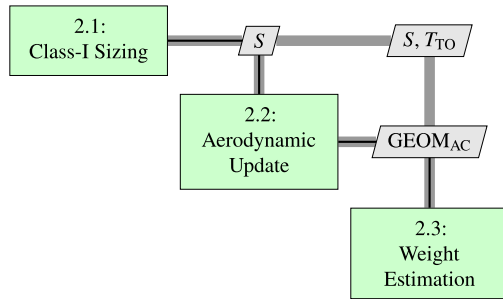 2.1:
Class-I Sizing
S
S, T_TO
2.2:
Aerodynamic
Update
GEOM_AC
2.3:
Weight
Estimation